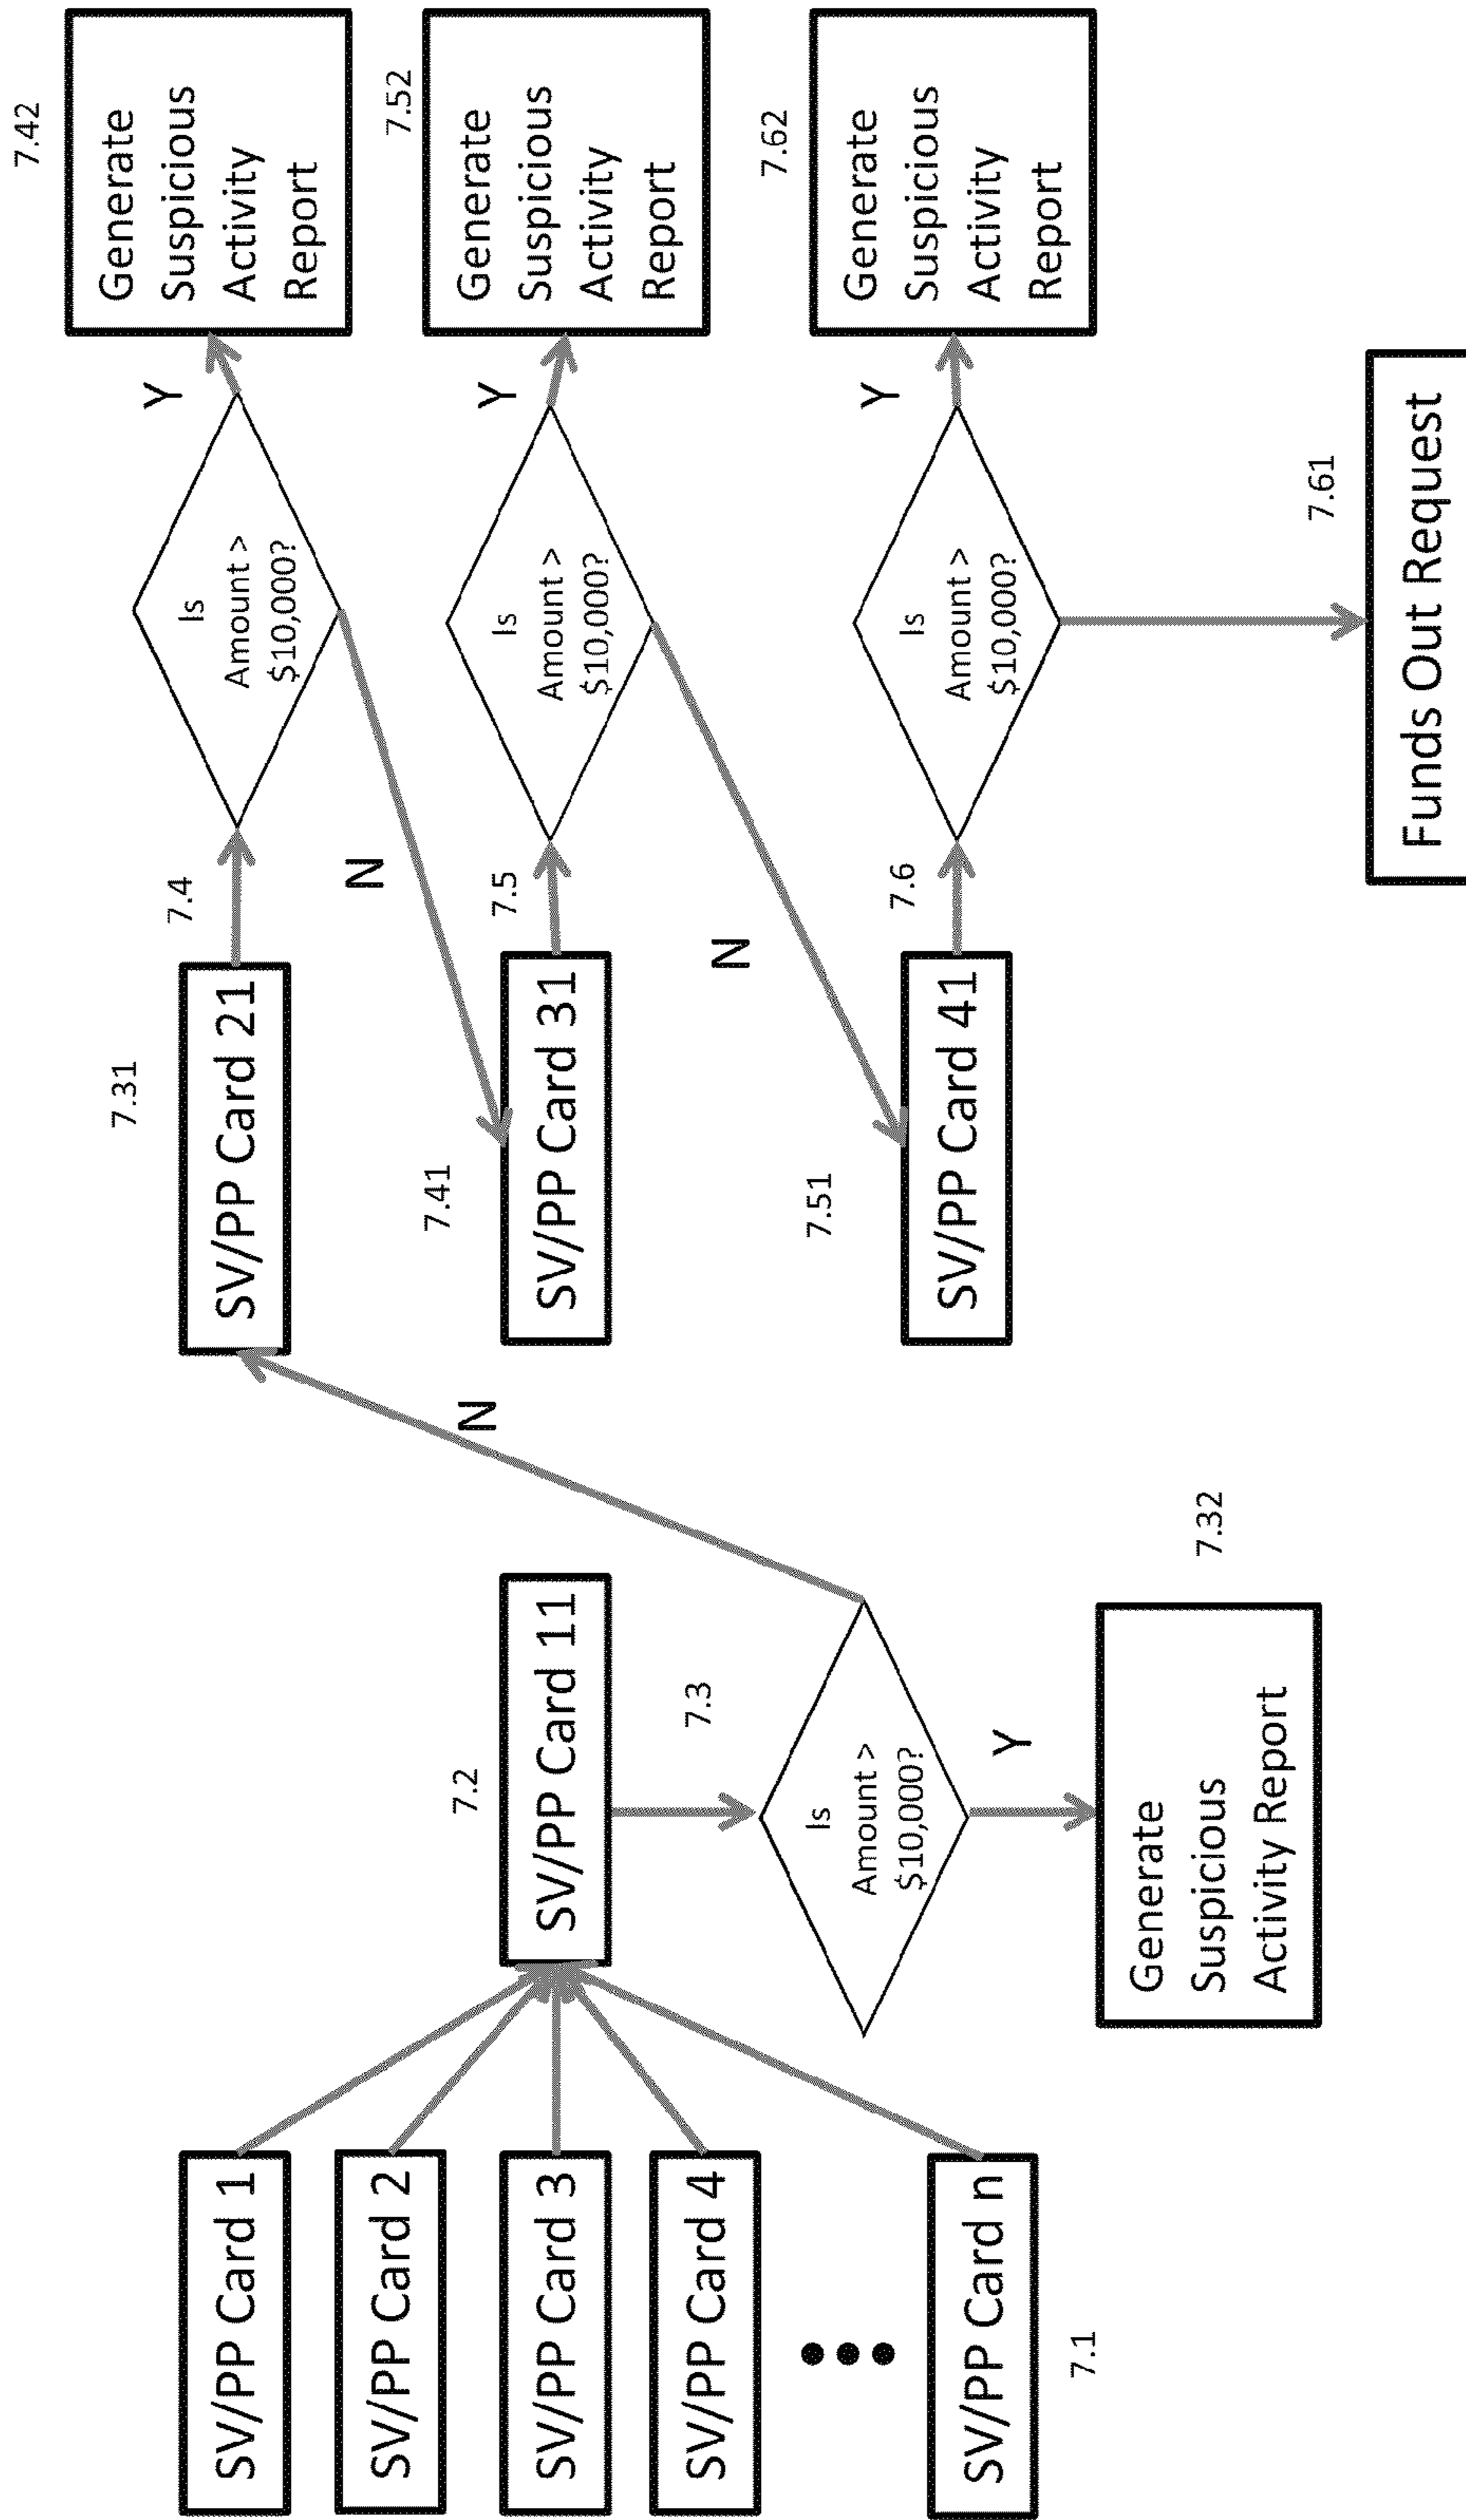 SV/PP Card 1
SV/PP Card 2
SV/PP Card 3
SV/PP Card 4
SV/PP Card n
7.1
7.2
SV/PP Card 11
7.3
Is
Amount >
$10,000?
Y
N
Generate
Suspicious
Activity Report
7.32
7.31
SV/PP Card 21
7.4
Is
Amount >
$10,000?
Y
N
7.42
Generate
Suspicious
Activity
Report
7.41
SV/PP Card 31
7.5
Is
Amount >
$10,000?
Y
N
7.52
Generate
Suspicious
Activity
Report
7.51
SV/PP Card 41
7.6
Is
Amount >
$10,000?
Y
7.62
Generate
Suspicious
Activity
Report
7.61
Funds Out Request